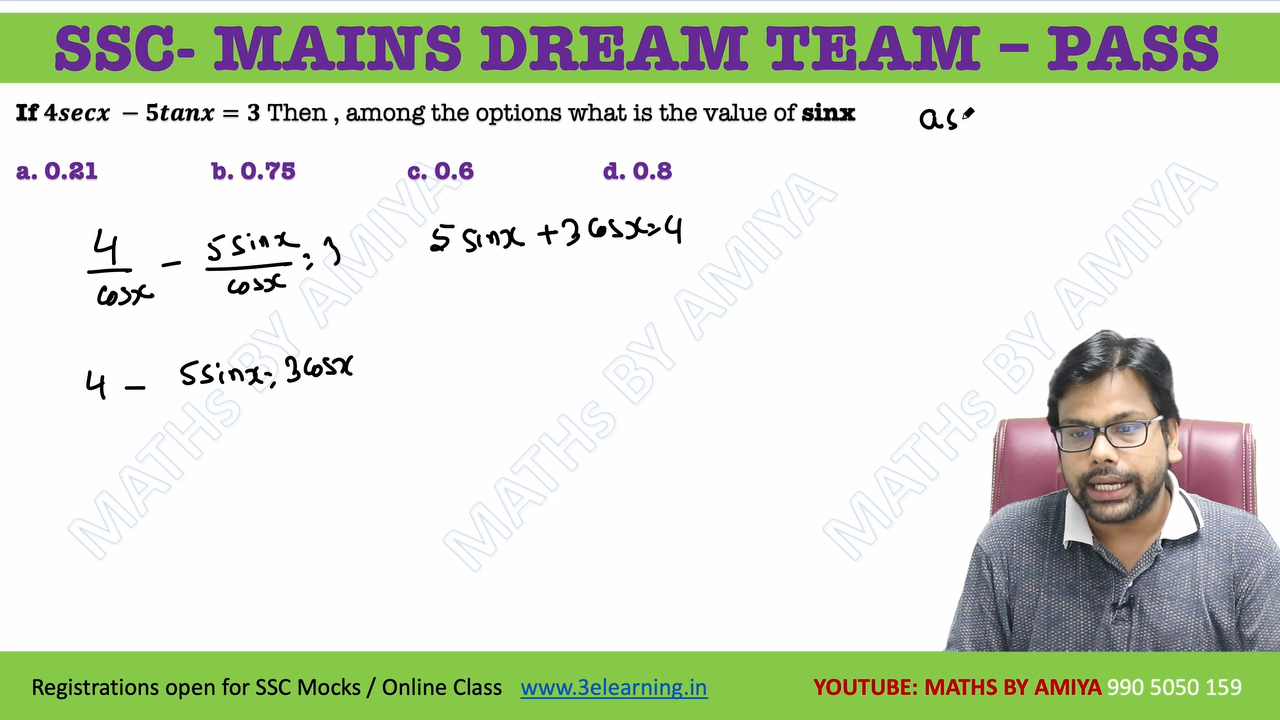 SSC- MAINS DREAM TEAM – PASS
If 4secx − 5tanx = 3 Then , among the options what is the value of sinx
as
a. 0.21 b. 0.75 c. 0.6 d. 0.8
4/cosx − 5sinx/cosx = 3
5sinx + 3cosx = 4
4 − 5sinx = 3cosx
MATHs BY AMIYA
MATHs BY AMIYA
MATHs BY AMIYA
Registrations open for SSC Mocks / Online Class www.3elearning.in YOUTUBE: MATHS BY AMIYA 990 5050 159